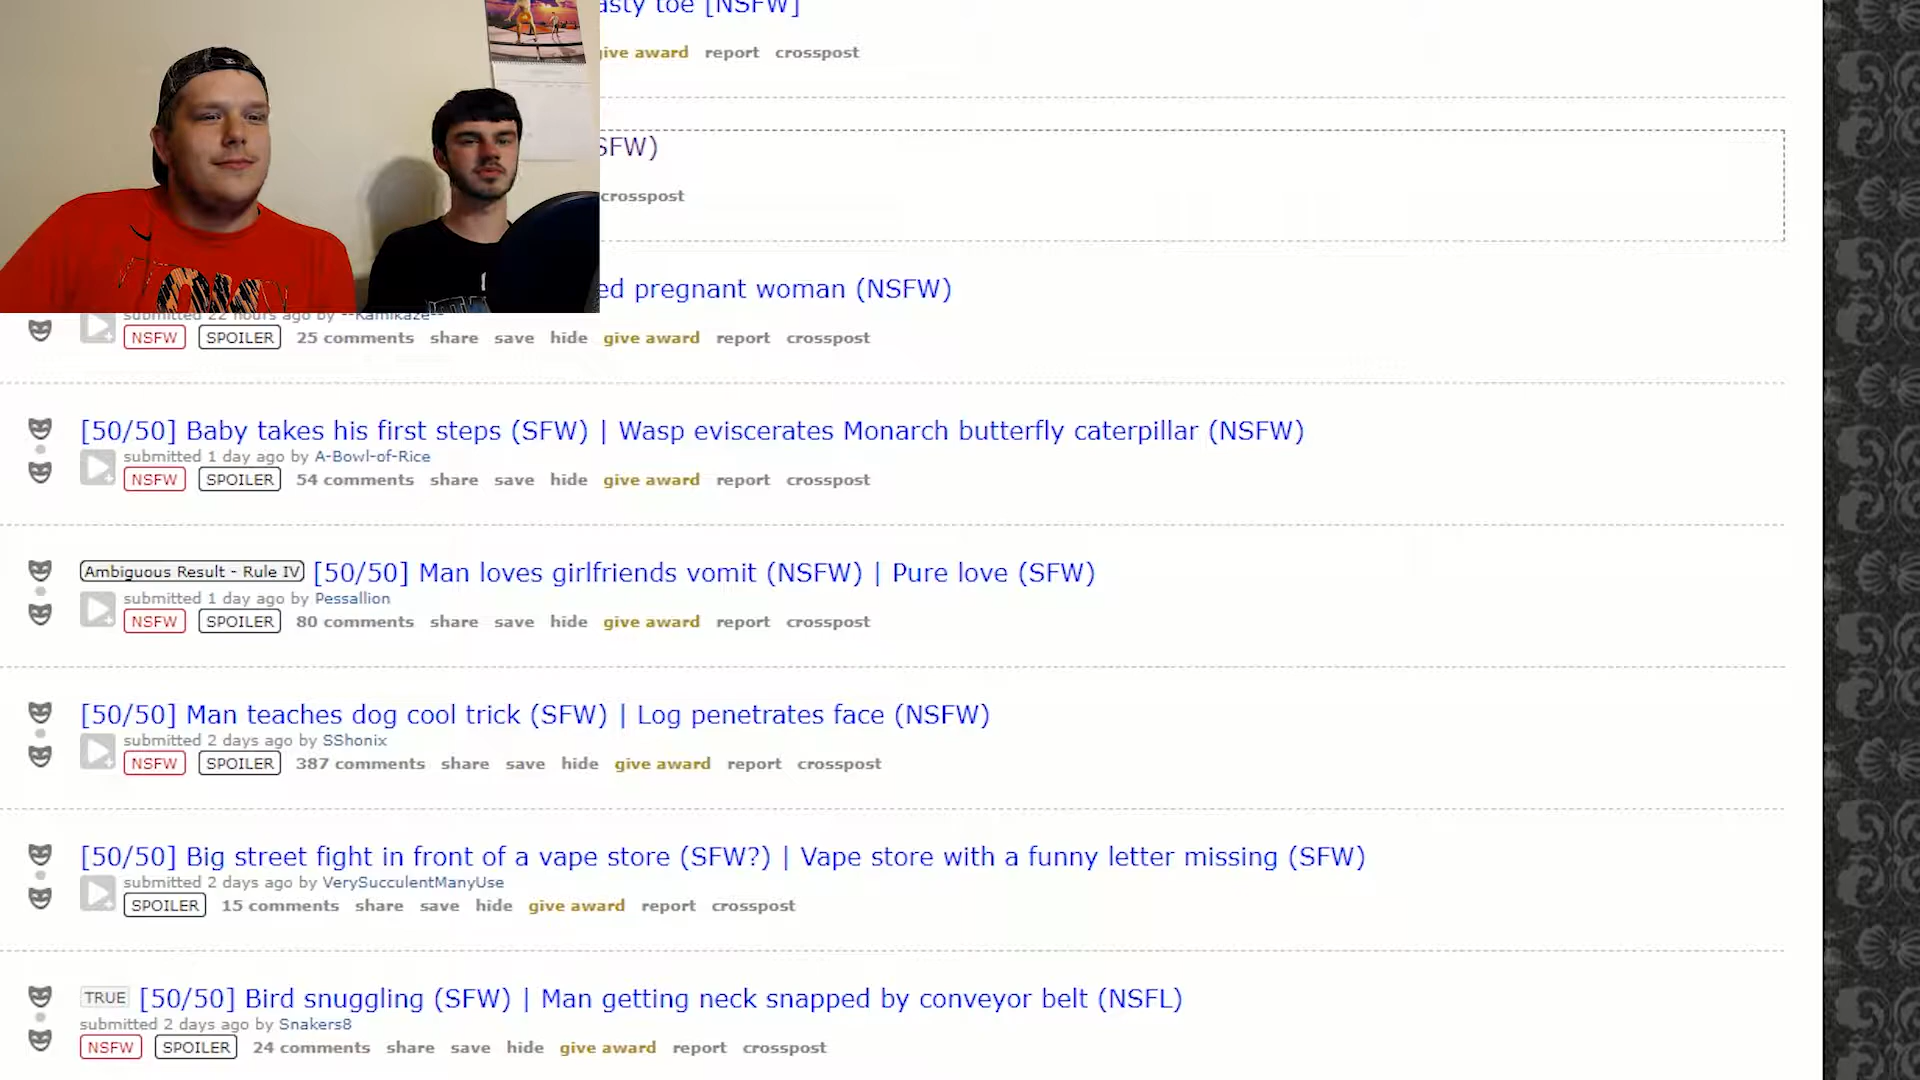 asty toe [NSFW]
give award report crosspost
SFW)
crosspost
ed pregnant woman (NSFW)
submitted 22 hours ago by --Kamikaze--
NSFW SPOILER 25 comments share save hide give award report crosspost
[50/50] Baby takes his first steps (SFW) | Wasp eviscerates Monarch butterfly caterpillar (NSFW)
submitted 1 day ago by A-Bowl-of-Rice
NSFW SPOILER 54 comments share save hide give award report crosspost
Ambiguous Result - Rule IV [50/50] Man loves girlfriends vomit (NSFW) | Pure love (SFW)
submitted 1 day ago by Pessallion
NSFW SPOILER 80 comments share save hide give award report crosspost
[50/50] Man teaches dog cool trick (SFW) | Log penetrates face (NSFW)
submitted 2 days ago by SShonix
NSFW SPOILER 387 comments share save hide give award report crosspost
[50/50] Big street fight in front of a vape store (SFW?) | Vape store with a funny letter missing (SFW)
submitted 2 days ago by VerySucculentManyUse
SPOILER 15 comments share save hide give award report crosspost
TRUE [50/50] Bird snuggling (SFW) | Man getting neck snapped by conveyor belt (NSFL)
submitted 2 days ago by Snakers8
NSFW SPOILER 24 comments share save hide give award report crosspost